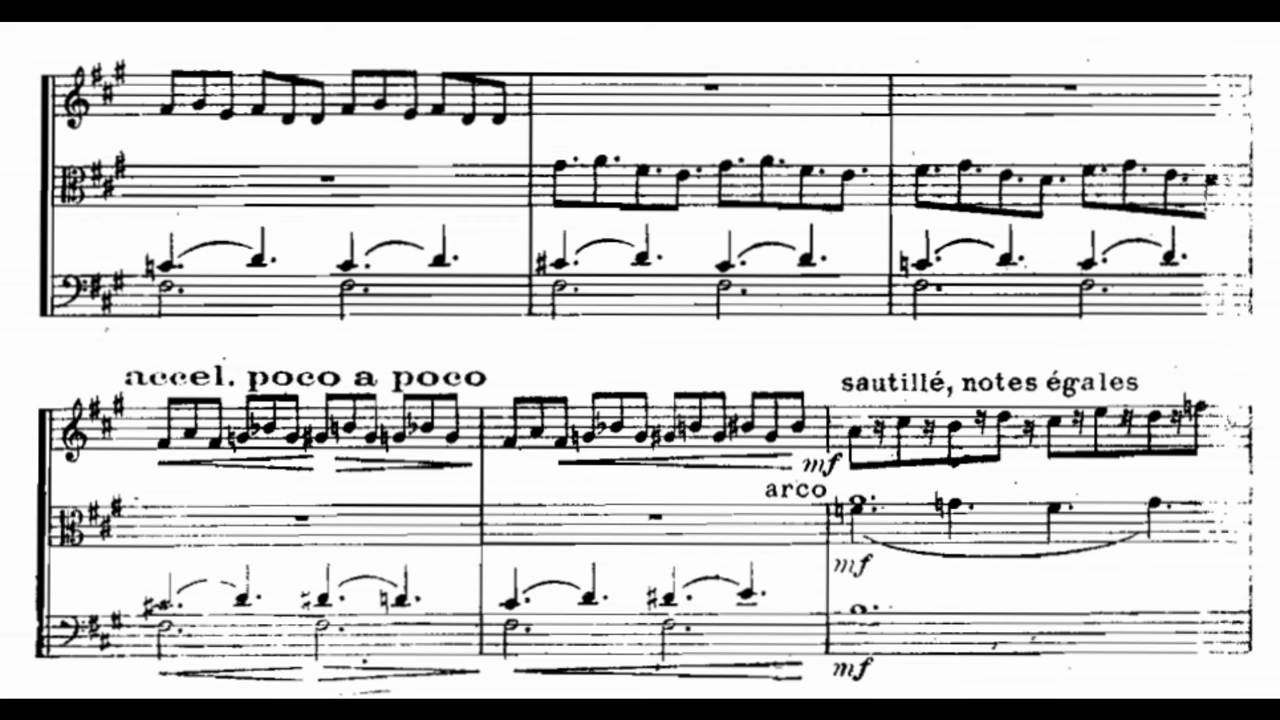 accel. poco a poco
sautillé, notes égales
mf
arco
mf
mf